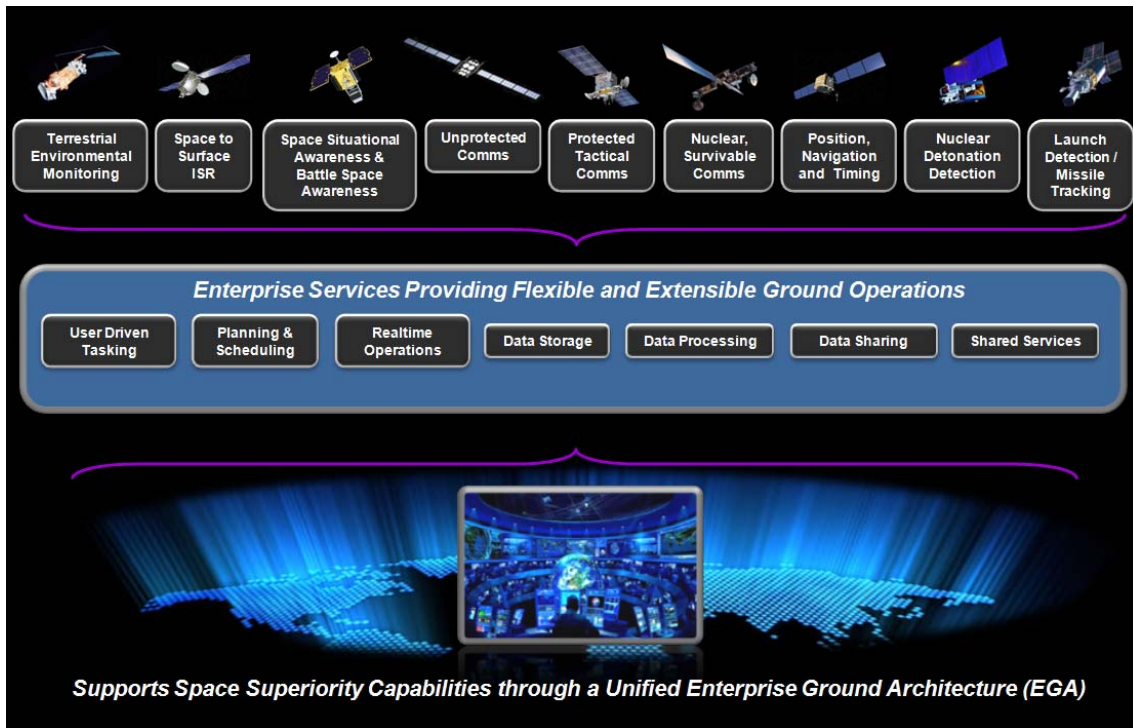 Terrestrial
Environmental
Monitoring
Space to
Surface
ISR
Space Situational
Awareness &
Battle Space
Awareness
Unprotected
Comms
Protected
Tactical
Comms
Nuclear,
Survivable
Comms
Position,
Navigation
and Timing
Nuclear
Detonation
Detection
Launch
Detection /
Missile
Tracking
Enterprise Services Providing Flexible and Extensible Ground Operations
User Driven
Tasking
Planning &
Scheduling
Realtime
Operations
Data Storage
Data Processing
Data Sharing
Shared Services
Supports Space Superiority Capabilities through a Unified Enterprise Ground Architecture (EGA)